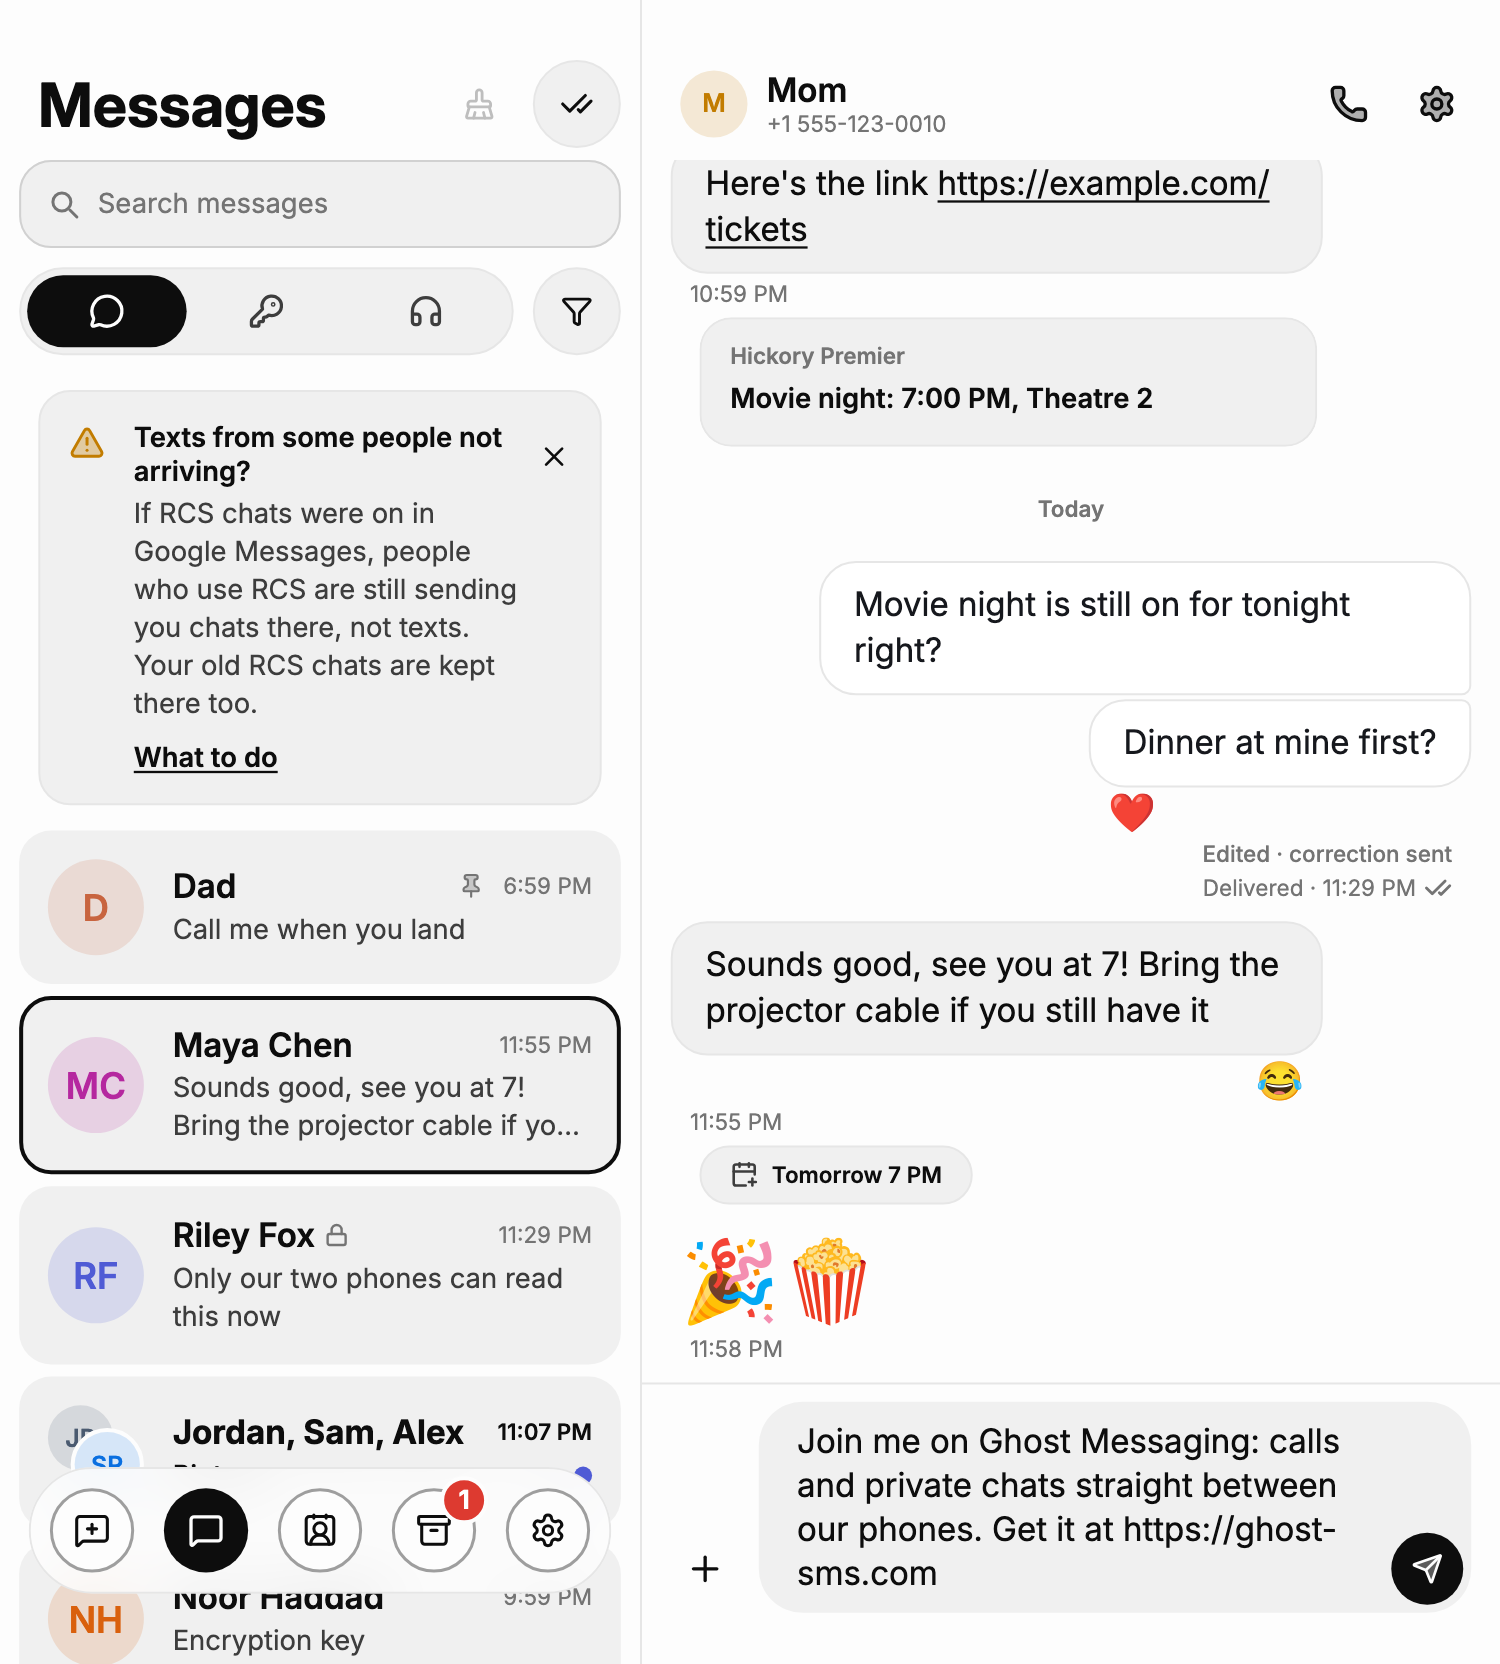 Messages
Search messages
Texts from some people not
arriving?
If RCS chats were on in
Google Messages, people
who use RCS are still sending
you chats there, not texts.
Your old RCS chats are kept
there too.
What to do
D
Dad
6:59 PM
Call me when you land
MC
Maya Chen
11:55 PM
Sounds good, see you at 7!
Bring the projector cable if yo...
RF
Riley Fox
11:29 PM
Only our two phones can read
this now
SR
Jordan, Sam, Alex
11:07 PM
1
NH
Noor Haddad
9:59 PM
Encryption key
M
Mom
+1 555-123-0010
Here's the link https://example.com/
tickets
10:59 PM
Hickory Premier
Movie night: 7:00 PM, Theatre 2
Today
Movie night is still on for tonight
right?
Dinner at mine first?
Edited · correction sent
Delivered · 11:29 PM
Sounds good, see you at 7! Bring the
projector cable if you still have it
11:55 PM
Tomorrow 7 PM
11:58 PM
Join me on Ghost Messaging: calls
and private chats straight between
our phones. Get it at https://ghost-
sms.com